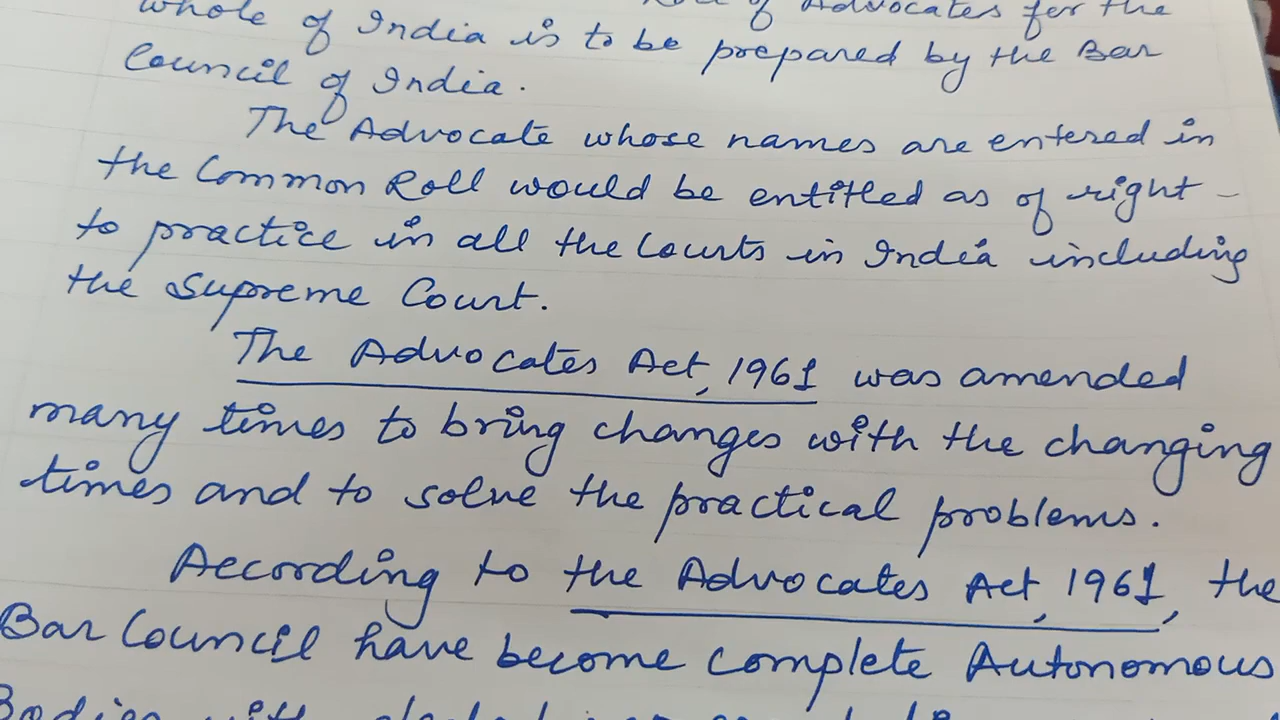 whole of India is to be prepared by the Bar
Council of India.
The Advocate whose names are entered in
the Common Roll would be entitled as of right -
to practice in all the Courts in India including
the Supreme Court.
The Advocates Act, 1961 was amended
many times to bring changes with the changing
times and to solve the practical problems.
According to the Advocates Act, 1961, the
Bar Council have become complete Autonomous